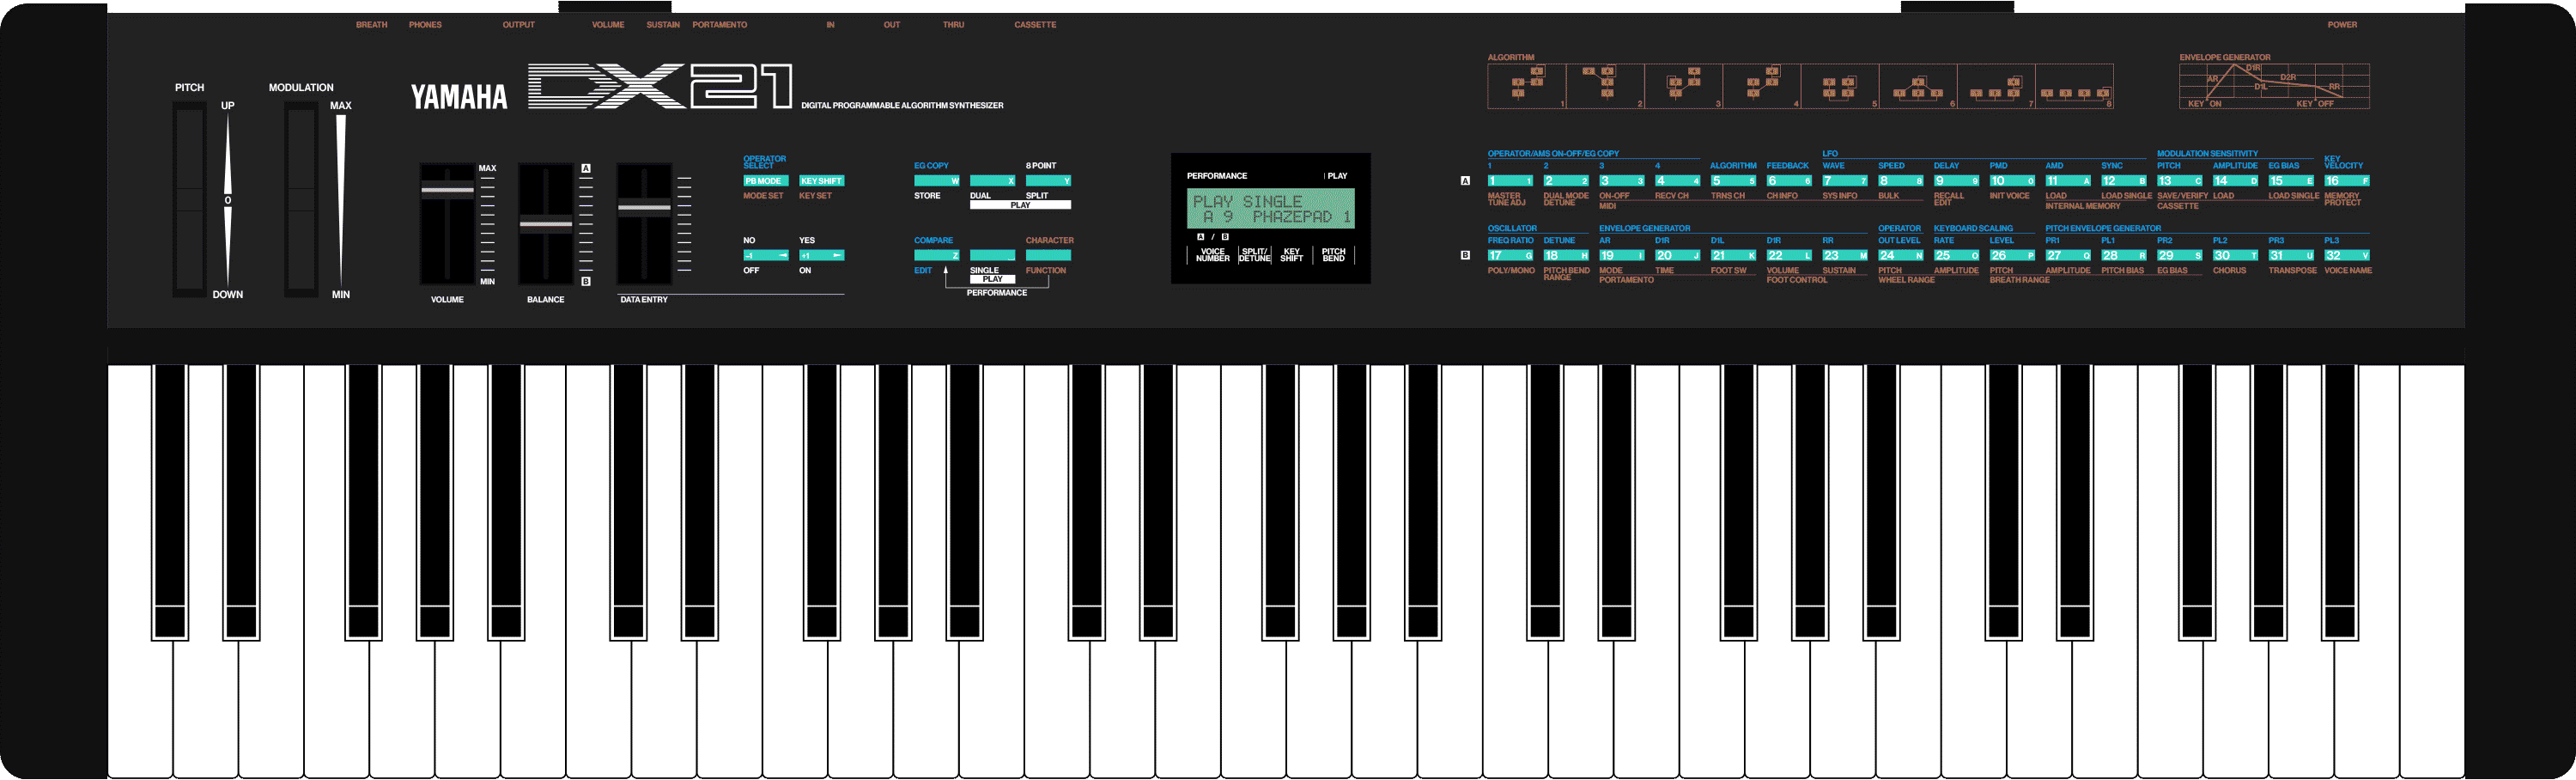 BREATH PHONES OUTPUT VOLUME SUSTAIN PORTAMENTO IN OUT THRU CASSETTE POWER
PITCH MODULATION
UP MAX
0
DOWN MIN
YAMAHA DX21 DIGITAL PROGRAMMABLE ALGORITHM SYNTHESIZER
MAX
MIN
VOLUME
A
B
BALANCE
DATA ENTRY
OPERATOR
SELECT
PB MODE KEY SHIFT
MODE SET KEY SET
NO YES
-1 +1
OFF ON
EG COPY 8 POINT
W X Y
STORE DUAL SPLIT
PLAY
COMPARE CHARACTER
Z _
EDIT SINGLE FUNCTION
PLAY
PERFORMANCE
PERFORMANCE PLAY
PLAY SINGLE
A 9 PHAZEPAD 1
A / B
VOICE NUMBER SPLIT/DETUNE KEY SHIFT PITCH BEND
ALGORITHM
1 2 3 4 5 6 7 8
ENVELOPE GENERATOR
AR D1R D2R D1L RR
KEY ON KEY OFF
OPERATOR/AMS ON-OFF/EG COPY LFO MODULATION SENSITIVITY KEY VELOCITY
1 2 3 4 ALGORITHM FEEDBACK WAVE SPEED DELAY PMD AMD SYNC PITCH AMPLITUDE EG BIAS
A 1 1 2 2 3 3 4 4 5 5 6 6 7 7 8 8 9 9 10 0 11 A 12 B 13 C 14 D 15 E 16 F
MASTER TUNE ADJ DUAL MODE DETUNE ON-OFF RECV CH TRNS CH CH INFO SYS INFO BULK RECALL EDIT INIT VOICE LOAD LOAD SINGLE SAVE/VERIFY LOAD LOAD SINGLE MEMORY PROTECT
MIDI INTERNAL MEMORY CASSETTE
OSCILLATOR ENVELOPE GENERATOR OPERATOR KEYBOARD SCALING PITCH ENVELOPE GENERATOR
FREQ RATIO DETUNE AR D1R D1L D1R RR OUT LEVEL RATE LEVEL PR1 PL1 PR2 PL2 PR3 PL3
B 17 G 18 H 19 I 20 J 21 K 22 L 23 M 24 N 25 O 26 P 27 Q 28 R 29 S 30 T 31 U 32 V
POLY/MONO PITCH BEND RANGE MODE TIME FOOT SW VOLUME SUSTAIN PITCH AMPLITUDE PITCH AMPLITUDE PITCH BIAS EG BIAS CHORUS TRANSPOSE VOICE NAME
PORTAMENTO FOOT CONTROL WHEEL RANGE BREATH RANGE